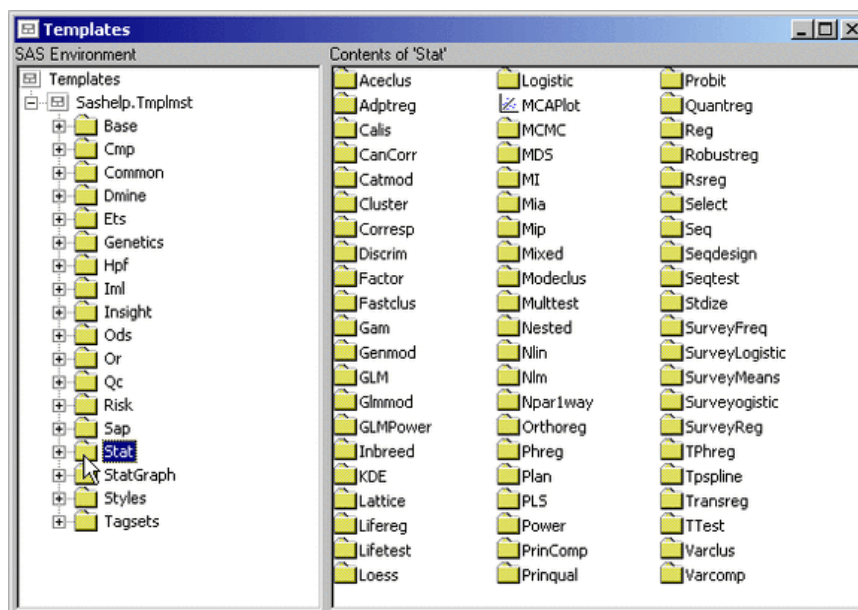 Templates
SAS Environment
Contents of 'Stat'
Templates
Sashelp.Tmplmst
Base
Cmp
Common
Dmine
Ets
Genetics
Hpf
Iml
Insight
Ods
Or
Qc
Risk
Sap
Stat
StatGraph
Styles
Tagsets
Aceclus
Adptreg
Calis
CanCorr
Catmod
Cluster
Corresp
Discrim
Factor
Fastclus
Gam
Genmod
GLM
Glmmod
GLMPower
Inbreed
KDE
Lattice
Lifereg
Lifetest
Loess
Logistic
MCAPlot
MCMC
MDS
MI
Mia
Mip
Mixed
Modeclus
Multtest
Nested
Nlin
Nlm
Npar1way
Orthoreg
Phreg
Plan
PLS
Power
PrinComp
Prinqual
Probit
Quantreg
Reg
Robustreg
Rsreg
Select
Seq
Seqdesign
Seqtest
Stdize
SurveyFreq
SurveyLogistic
SurveyMeans
Surveyogistic
SurveyReg
TPhreg
Tpspline
Transreg
TTest
Varclus
Varcomp